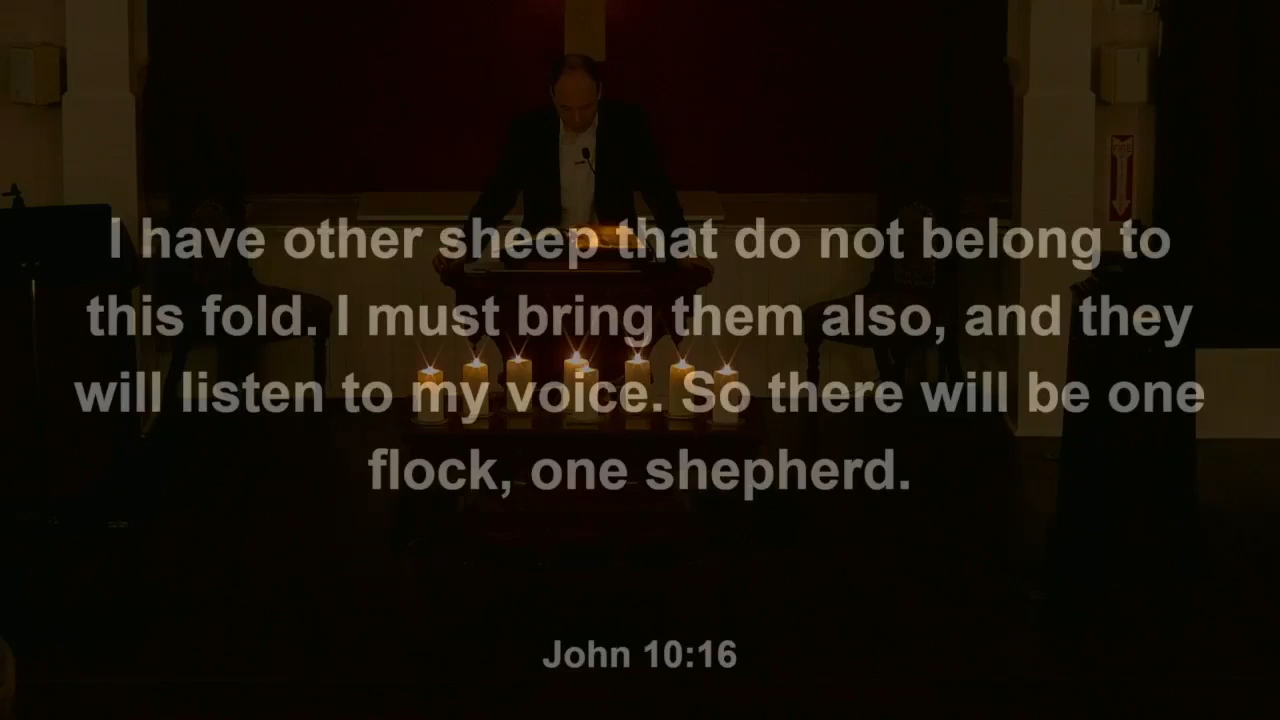 I have other sheep that do not belong to
this fold. I must bring them also, and they
will listen to my voice. So there will be one
flock, one shepherd.
John 10:16
FIRE